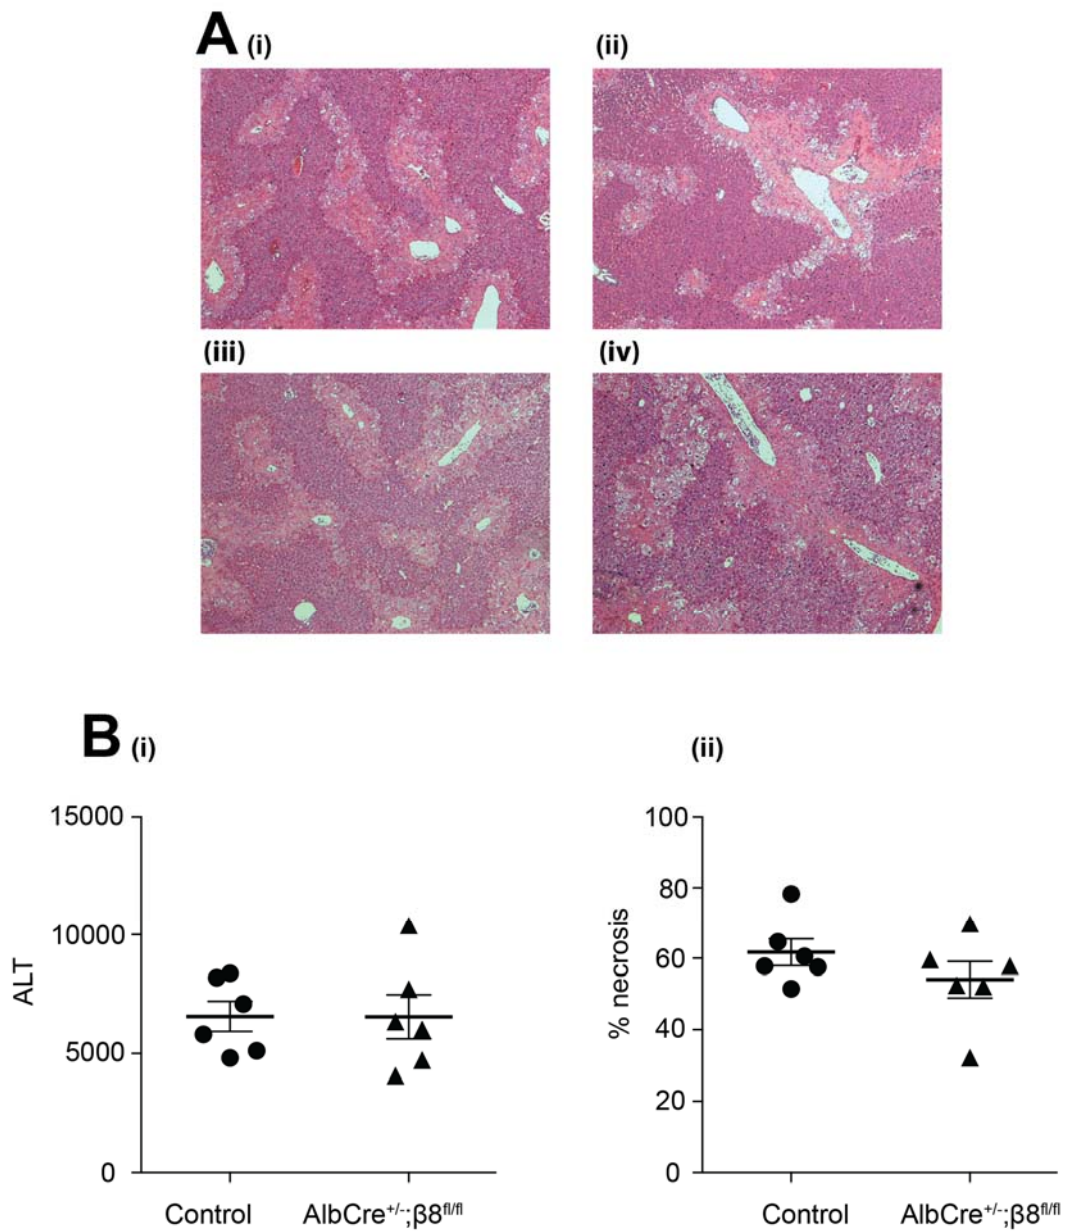 A (i) (ii)
(iii) (iv)
B (i) (ii)
15000
10000
5000
0
ALT
Control AlbCre+/-;β8fl/fl
100
80
60
40
20
0
% necrosis
Control AlbCre+/-;β8fl/fl